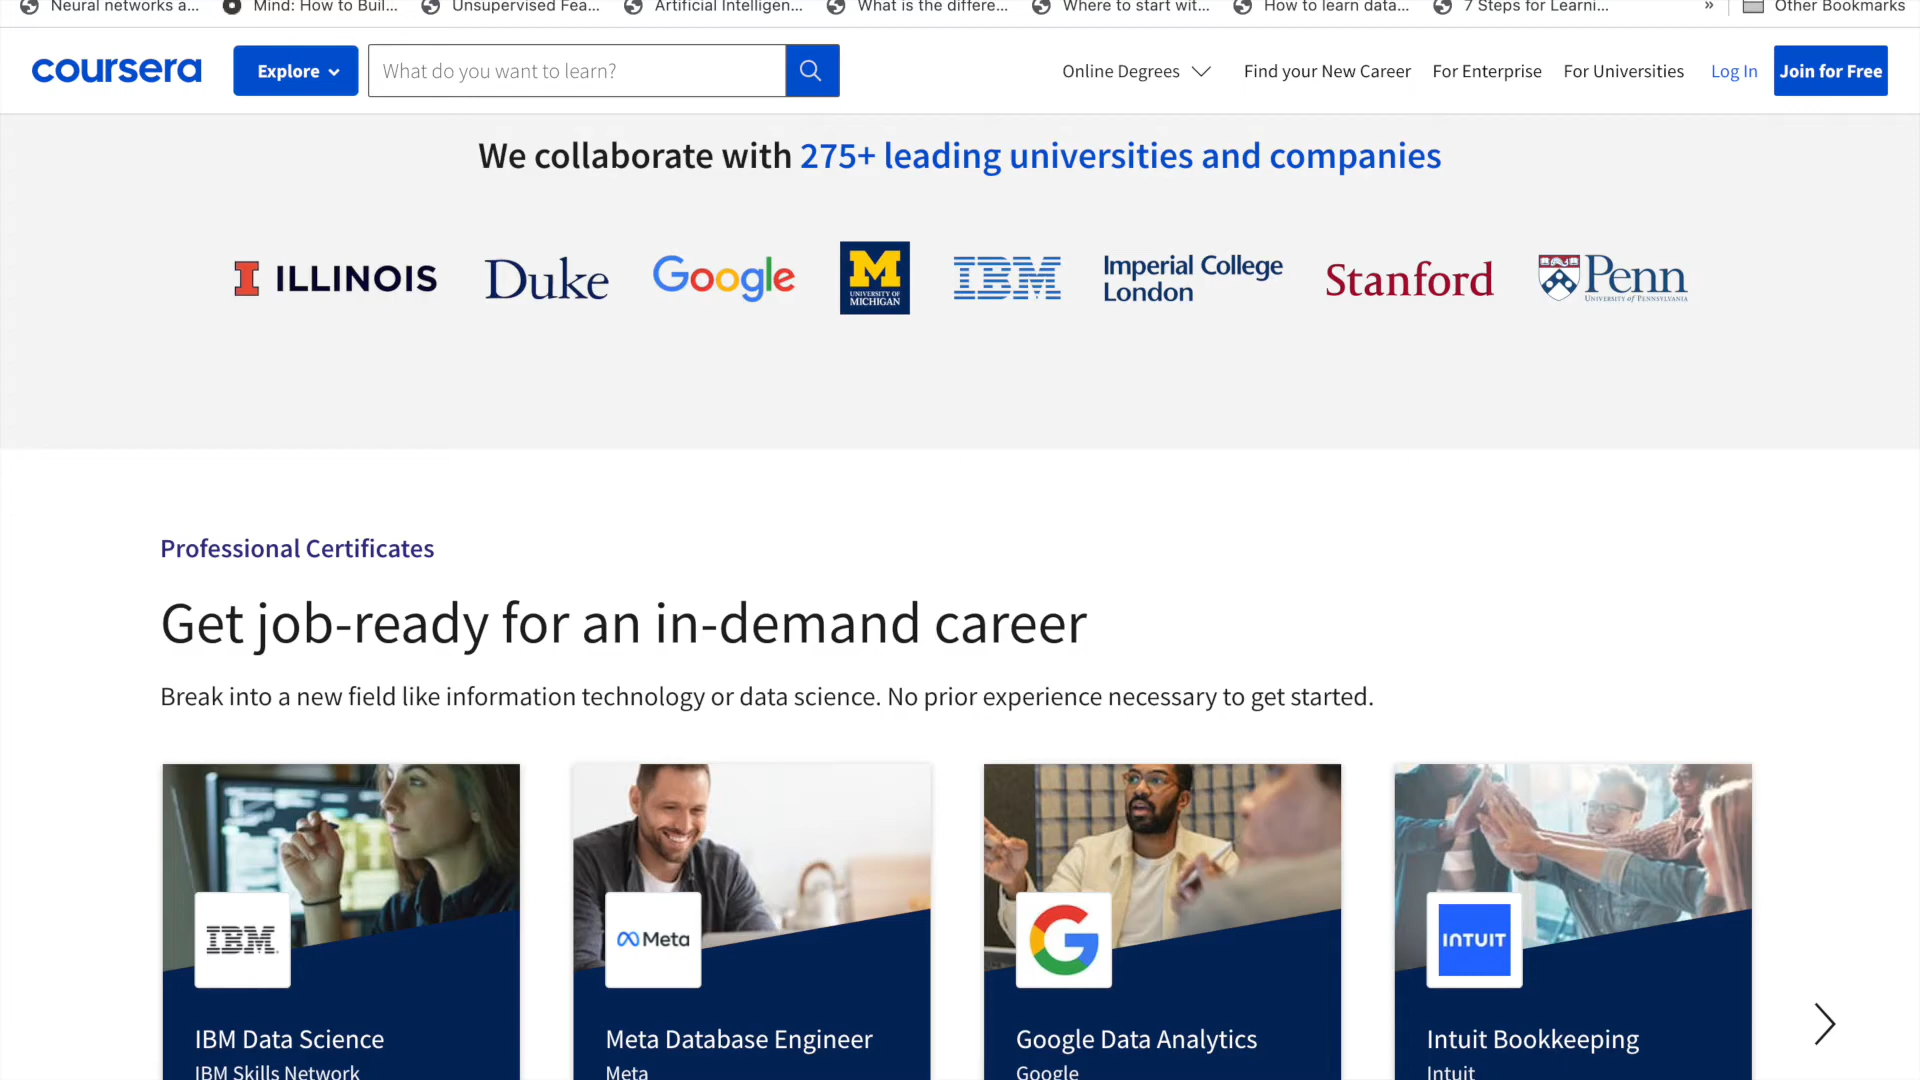 Neural networks a...
Mind: How to Buil...
Unsupervised Fea...
Artificial Intelligen...
What is the differe...
Where to start wit...
How to learn data...
7 Steps for Learni...
»
Other Bookmarks
coursera
Explore
What do you want to learn?
Online Degrees
Find your New Career
For Enterprise
For Universities
Log In
Join for Free
We collaborate with 275+ leading universities and companies
I ILLINOIS
Duke
Google
M
UNIVERSITY OF
MICHIGAN
IBM
Imperial College
London
Stanford
Penn
UNIVERSITY of PENNSYLVANIA
Professional Certificates
Get job-ready for an in-demand career
Break into a new field like information technology or data science. No prior experience necessary to get started.
IBM
Meta
G
INTUIT
IBM Data Science
IBM Skills Network
Meta Database Engineer
Meta
Google Data Analytics
Google
Intuit Bookkeeping
Intuit